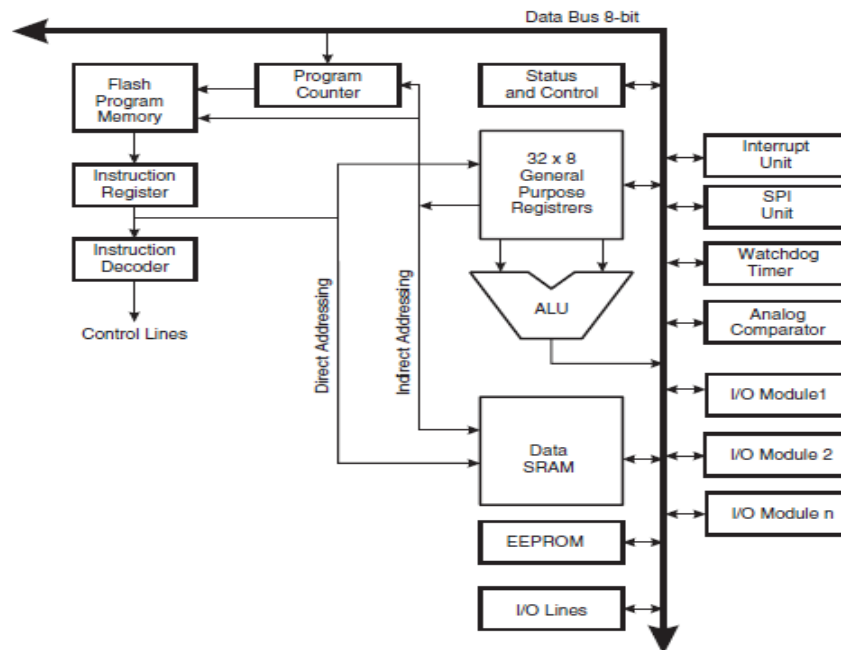 Data Bus 8-bit
Flash
Program
Memory
Program
Counter
Status
and Control
Instruction
Register
32 x 8
General
Purpose
Registrers
Interrupt
Unit
SPI
Unit
Instruction
Decoder
Watchdog
Timer
Control Lines
Direct Addressing
Indirect Addressing
ALU
Analog
Comparator
I/O Module1
Data
SRAM
I/O Module 2
I/O Module n
EEPROM
I/O Lines